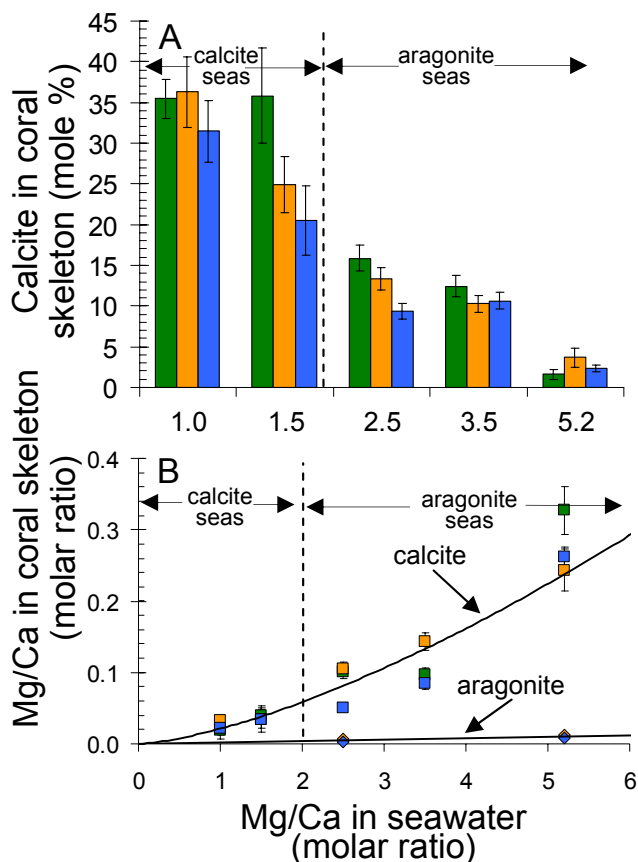 A
calcite
seas
aragonite
seas
Calcite in coral
skeleton (mole %)
45
40
35
30
25
20
15
10
5
0
1.0 1.5 2.5 3.5 5.2
B
calcite
seas
aragonite
seas
calcite
aragonite
Mg/Ca in coral skeleton
(molar ratio)
0.4
0.3
0.2
0.1
0.0
0 1 2 3 4 5 6
Mg/Ca in seawater
(molar ratio)